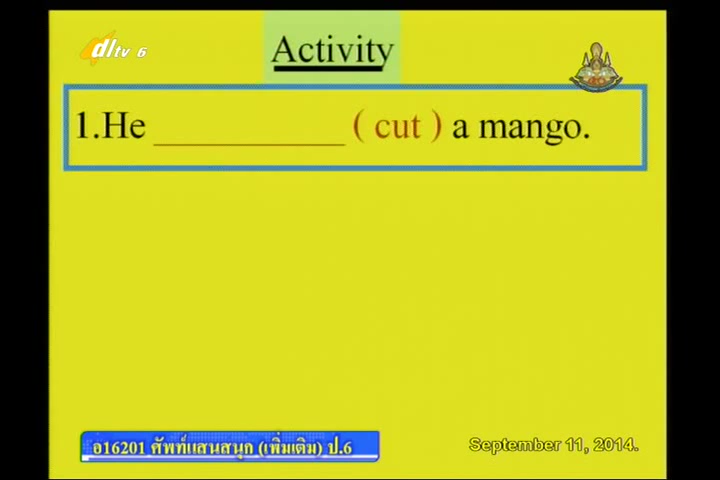 dltv 6
Activity
1.He ____________ ( cut ) a mango.
อ16201 ศัพท์แสนสนุก (เพิ่มเติม) ป.6
September 11, 2014.